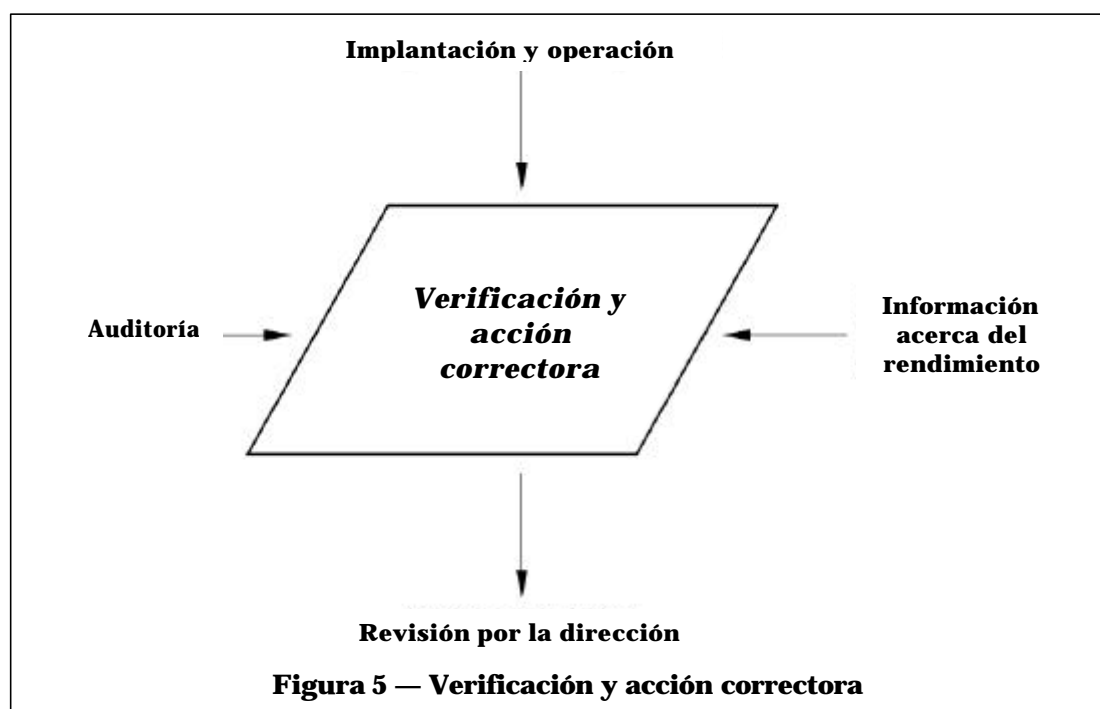 Implantación y operación
Auditoría
Verificación y
acción
correctora
Información
acerca del
rendimiento
Revisión por la dirección
Figura 5 — Verificación y acción correctora